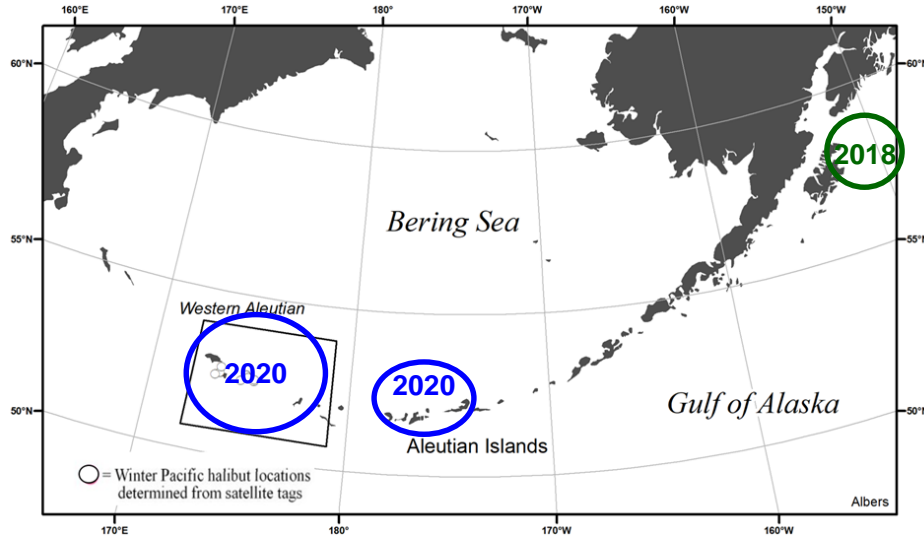 160°E 170°E 180° 170°W 160°W 150°W
60°N 60°N
2018
Bering Sea
55°N 55°N
Western Aleutian
2020 2020
50°N 50°N
Gulf of Alaska
Aleutian Islands
= Winter Pacific halibut locations
determined from satellite tags
Albers
170°E 180° 170°W 160°W